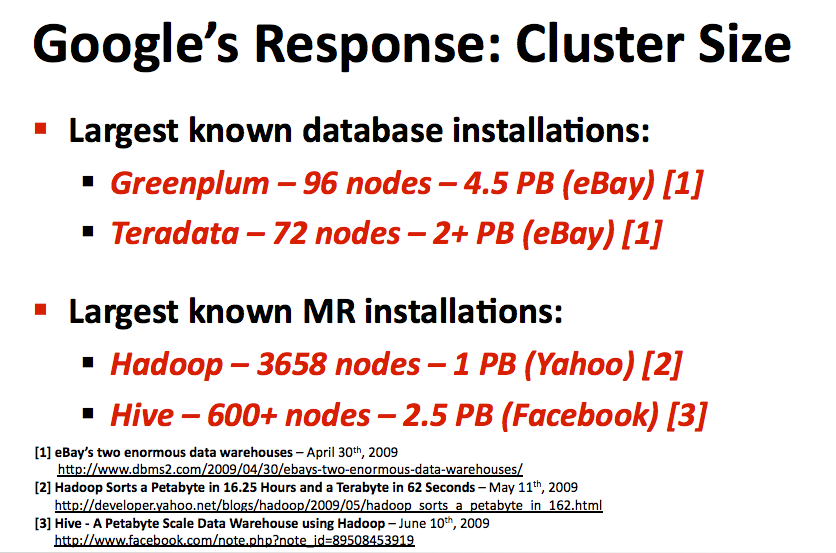 Google’s Response: Cluster Size
▪ Largest known database installations:
▪ Greenplum – 96 nodes – 4.5 PB (eBay) [1]
▪ Teradata – 72 nodes – 2+ PB (eBay) [1]
▪ Largest known MR installations:
▪ Hadoop – 3658 nodes – 1 PB (Yahoo) [2]
▪ Hive – 600+ nodes – 2.5 PB (Facebook) [3]
[1] eBay’s two enormous data warehouses – April 30th, 2009
http://www.dbms2.com/2009/04/30/ebays-two-enormous-data-warehouses/
[2] Hadoop Sorts a Petabyte in 16.25 Hours and a Terabyte in 62 Seconds – May 11th, 2009
http://developer.yahoo.net/blogs/hadoop/2009/05/hadoop_sorts_a_petabyte_in_162.html
[3] Hive - A Petabyte Scale Data Warehouse using Hadoop – June 10th, 2009
http://www.facebook.com/note.php?note_id=89508453919